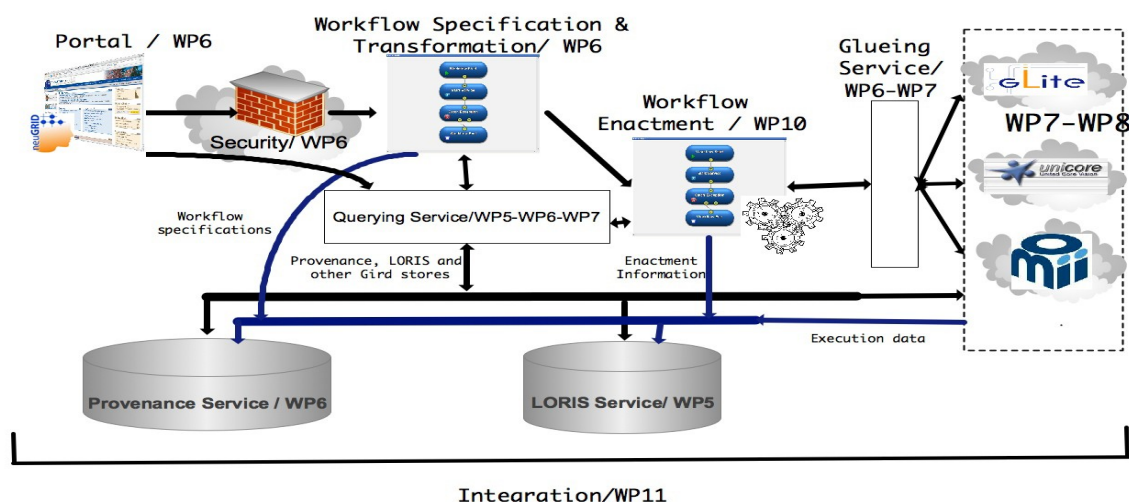 Workflow Specification &
Transformation/ WP6
Portal / WP6
Glueing
Service/
WP6-WP7
gLite
WP7-WP8
Workflow
Enactment / WP10
neuGRID
Security/ WP6
unicore
Querying Service/WP5-WP6-WP7
Workflow
specifications
Provenance, LORIS and
other Gird stores
Enactment
Information
omii
Execution data
Provenance Service / WP6
LORIS Service/ WP5
Integration/WP11